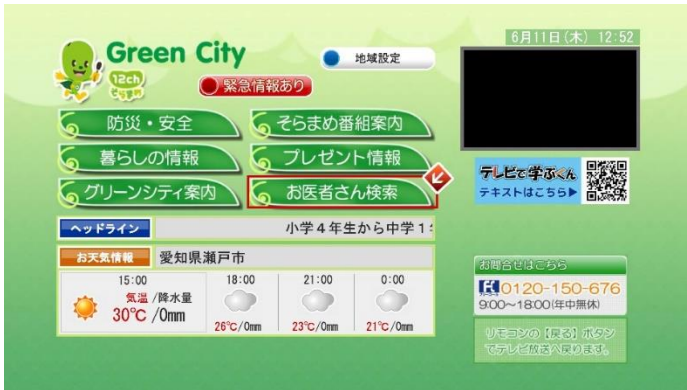 Green City
12ch
そらまめ
地域設定
緊急情報あり
6月11日(木) 12:52
防災・安全
そらまめ番組案内
暮らしの情報
プレゼント情報
グリーンシティ案内
お医者さん検索
テレビで学ぶくん
テキストはこちら▶
ヘッドライン
小学4年生から中学1
お天気情報
愛知県瀬戸市
15:00
気温/降水量
30℃/0mm
18:00
26℃/0mm
21:00
23℃/0mm
0:00
21℃/0mm
お問合せはこちら
0120-150-676
9:00〜18:00(年中無休)
リモコンの【戻る】ボタン
でテレビ放送へ戻ります。